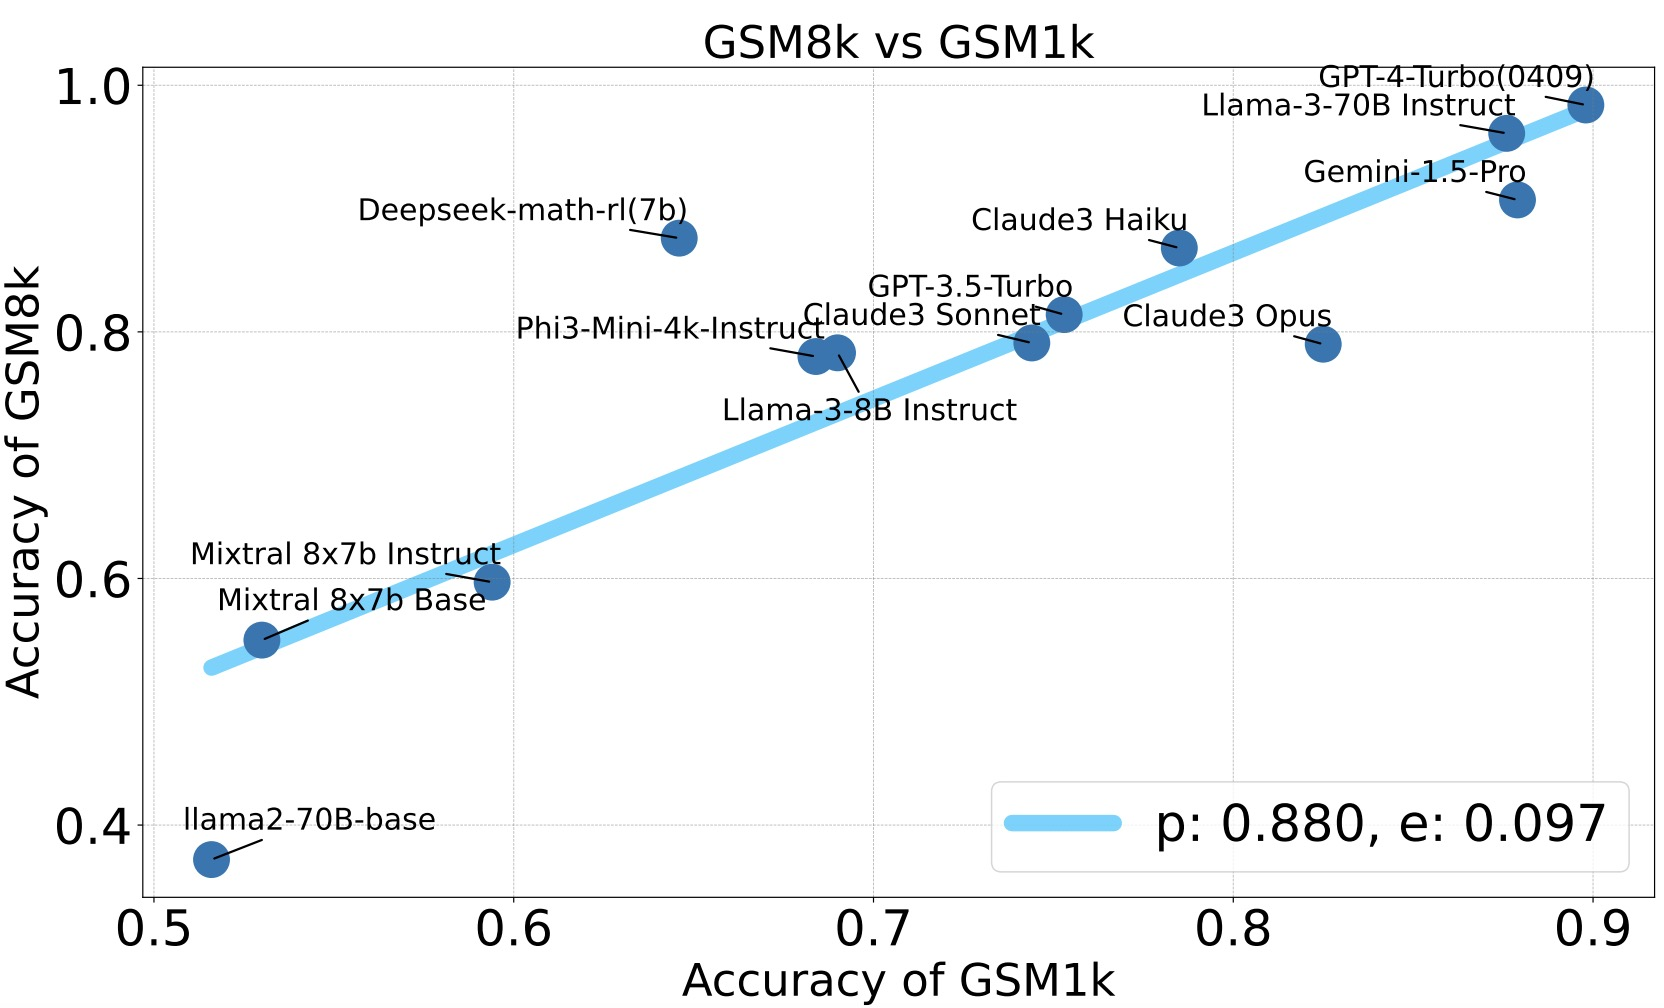 GSM8k vs GSM1k
Accuracy of GSM8k
1.0
0.8
0.6
0.4
GPT-4-Turbo(0409)
Llama-3-70B Instruct
Gemini-1.5-Pro
Deepseek-math-rl(7b)
Claude3 Haiku
GPT-3.5-Turbo
Claude3 Sonnet
Claude3 Opus
Phi3-Mini-4k-Instruct
Llama-3-8B Instruct
Mixtral 8x7b Instruct
Mixtral 8x7b Base
llama2-70B-base
p: 0.880, e: 0.097
0.5
0.6
0.7
0.8
0.9
Accuracy of GSM1k